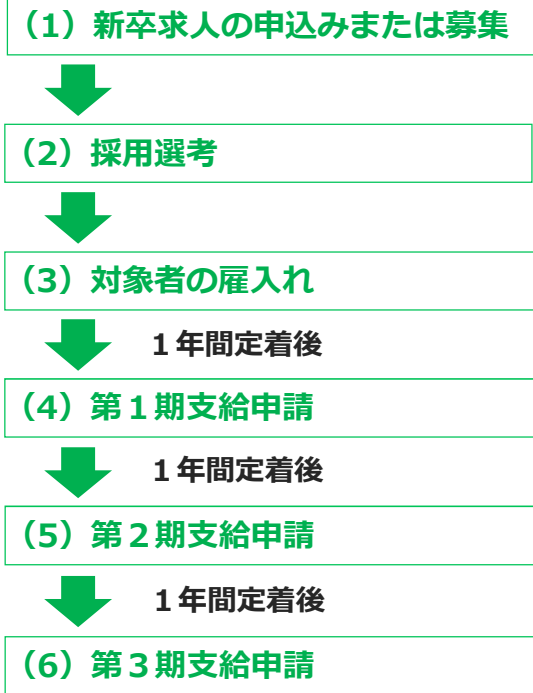 （1）新卒求人の申込みまたは募集
（2）採用選考
（3）対象者の雇入れ
１年間定着後
（4）第１期支給申請
１年間定着後
（5）第２期支給申請
１年間定着後
（6）第３期支給申請